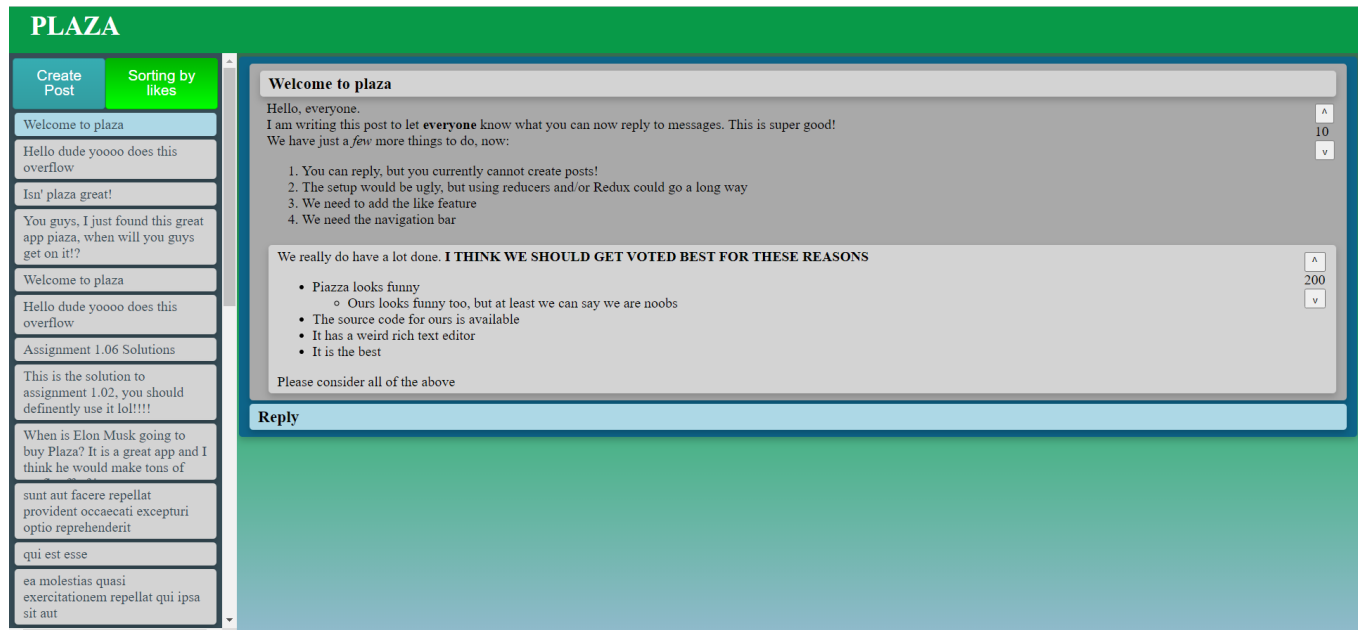 PLAZA
Create
Post
Sorting by
likes
Welcome to plaza
Hello dude yoooo does this
overflow
Isn' plaza great!
You guys, I just found this great
app piaza, when will you guys
get on it!?
Welcome to plaza
Hello dude yoooo does this
overflow
Assignment 1.06 Solutions
This is the solution to
assignment 1.02, you should
definently use it lol!!!!
When is Elon Musk going to
buy Plaza? It is a great app and I
think he would make tons of
sunt aut facere repellat
provident occaecati excepturi
optio reprehenderit
qui est esse
ea molestias quasi
exercitationem repellat qui ipsa
sit aut
Welcome to plaza
Hello, everyone.
I am writing this post to let everyone know what you can now reply to messages. This is super good!
We have just a few more things to do, now:
1. You can reply, but you currently cannot create posts!
2. The setup would be ugly, but using reducers and/or Redux could go a long way
3. We need to add the like feature
4. We need the navigation bar
^
10
v
We really do have a lot done. I THINK WE SHOULD GET VOTED BEST FOR THESE REASONS
• Piazza looks funny
◦ Ours looks funny too, but at least we can say we are noobs
• The source code for ours is available
• It has a weird rich text editor
• It is the best
Please consider all of the above
^
200
v
Reply